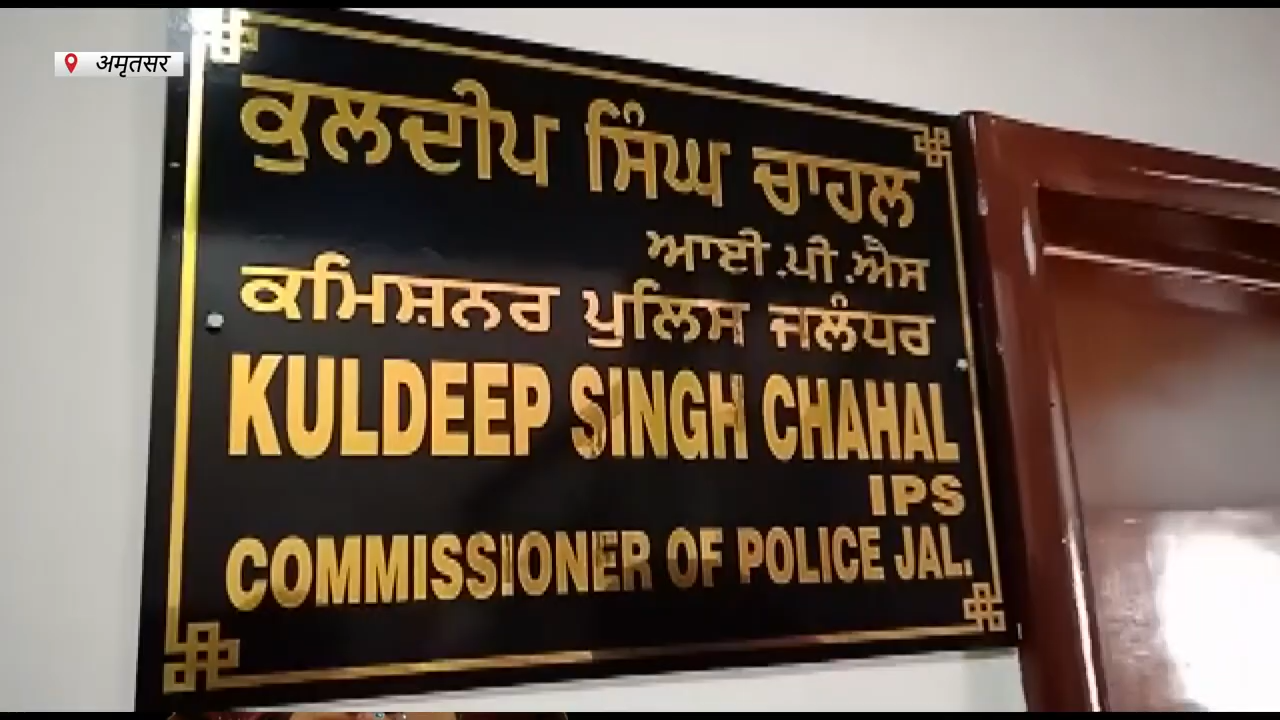 अमृतसर
ਕੁਲਦੀਪ ਸਿੰਘ ਚਾਹਲ
ਆਈ.ਪੀ.ਐਸ
ਕਮਿਸ਼ਨਰ ਪੁਲਿਸ ਜਲੰਧਰ
KULDEEP SINGH CHAHAL
IPS
COMMISSIONER OF POLICE JAL.